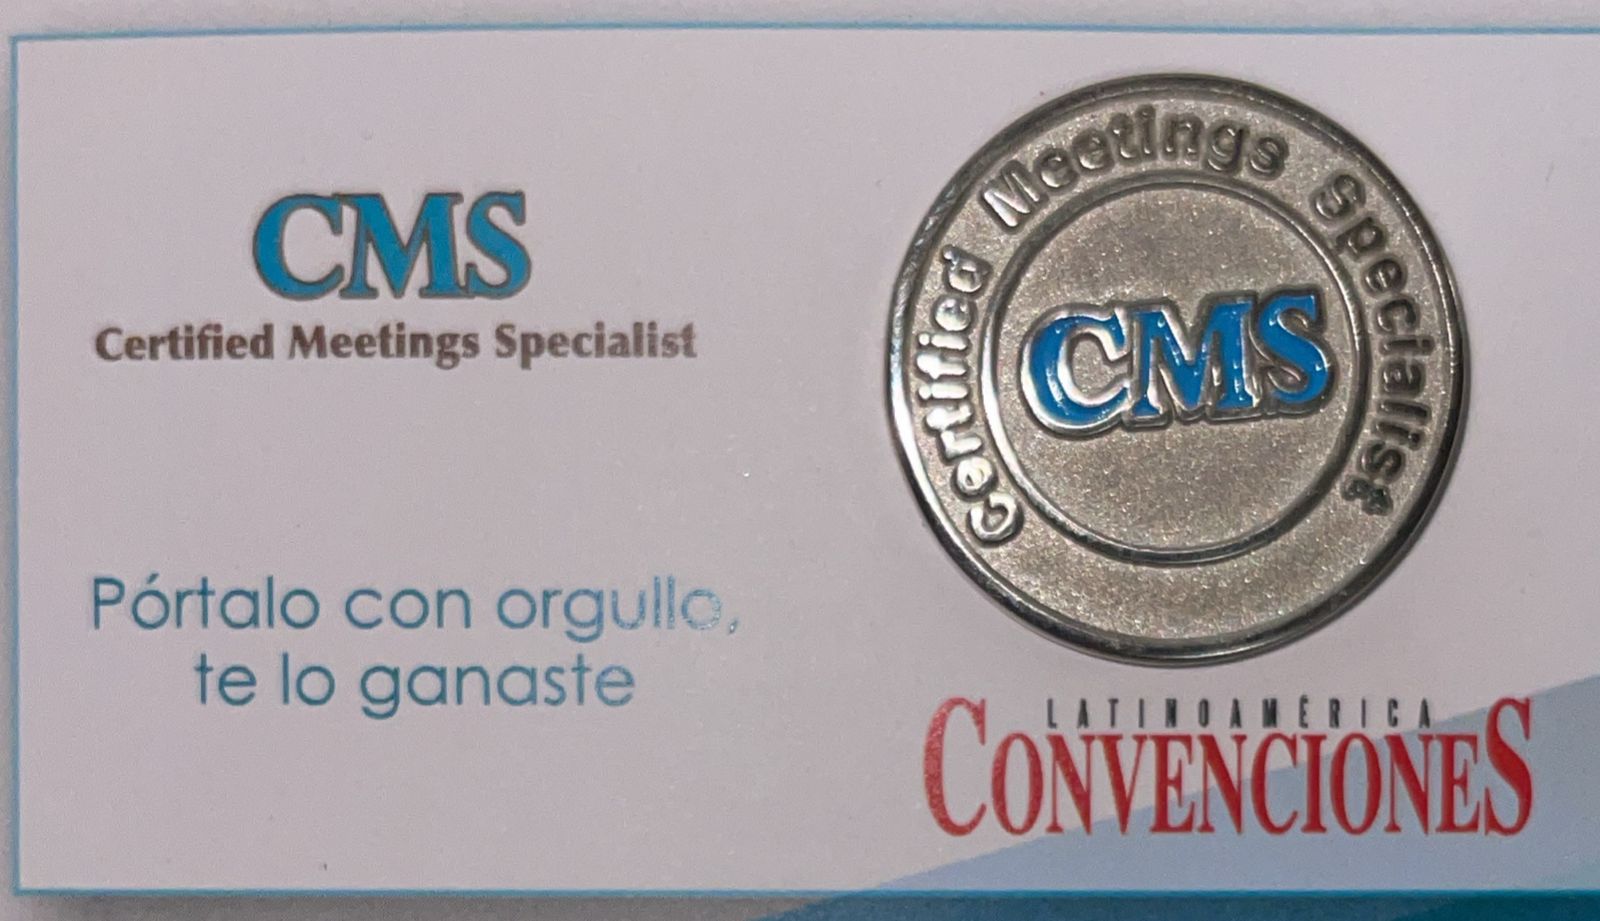 CMS
Certified Meetings Specialist
Pórtalo con orgullo,
te lo ganaste
Certified Meetings Specialist
CMS
LATINOAMÉRICA
CONVENCIONES